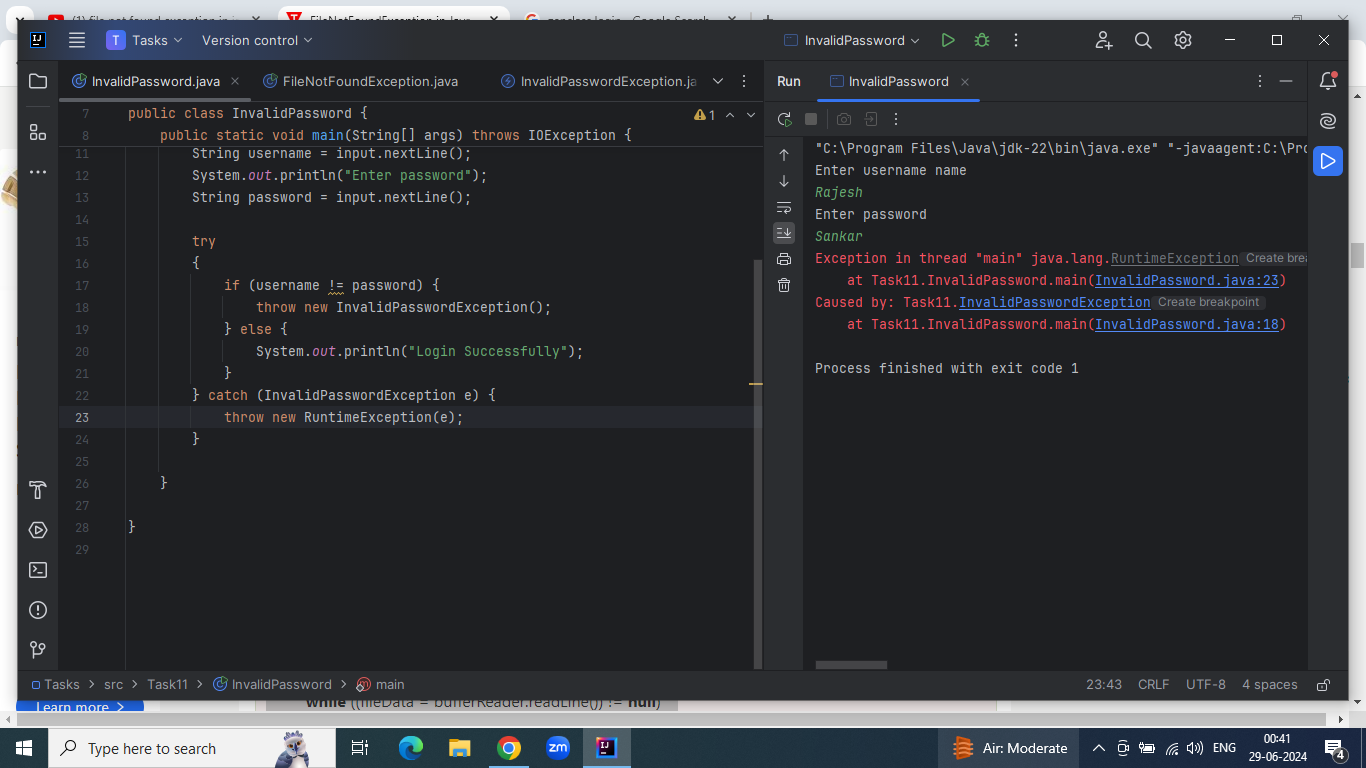 (1) file not found exception in ja
FileNotFoundException in Java
Google Search
Tasks
Version control
InvalidPassword
InvalidPassword.java
FileNotFoundException.java
InvalidPasswordException.ja
Run
InvalidPassword
7 public class InvalidPassword {
1
8 public static void main(String[] args) throws IOException {
11 String username = input.nextLine();
12 System.out.println("Enter password");
13 String password = input.nextLine();
14
15 try
16 {
17 if (username != password) {
18 throw new InvalidPasswordException();
19 } else {
20 System.out.println("Login Successfully");
21 }
22 } catch (InvalidPasswordException e) {
23 throw new RuntimeException(e);
24 }
25
26 }
27
28 }
29
"C:\Program Files\Java\jdk-22\bin\java.exe" "-javaagent:C:\Pro
Enter username name
Rajesh
Enter password
Sankar
Exception in thread "main" java.lang.RuntimeException Create brea
at Task11.InvalidPassword.main(InvalidPassword.java:23)
Caused by: Task11.InvalidPasswordException Create breakpoint
at Task11.InvalidPassword.main(InvalidPassword.java:18)
Process finished with exit code 1
Tasks > src > Task11 > InvalidPassword > main
23:43 CRLF UTF-8 4 spaces
Learn more >
while ((fileData = bufferReader.readLine()) != null)
Type here to search
zm
Air: Moderate
ENG
00:41
29-06-2024
4